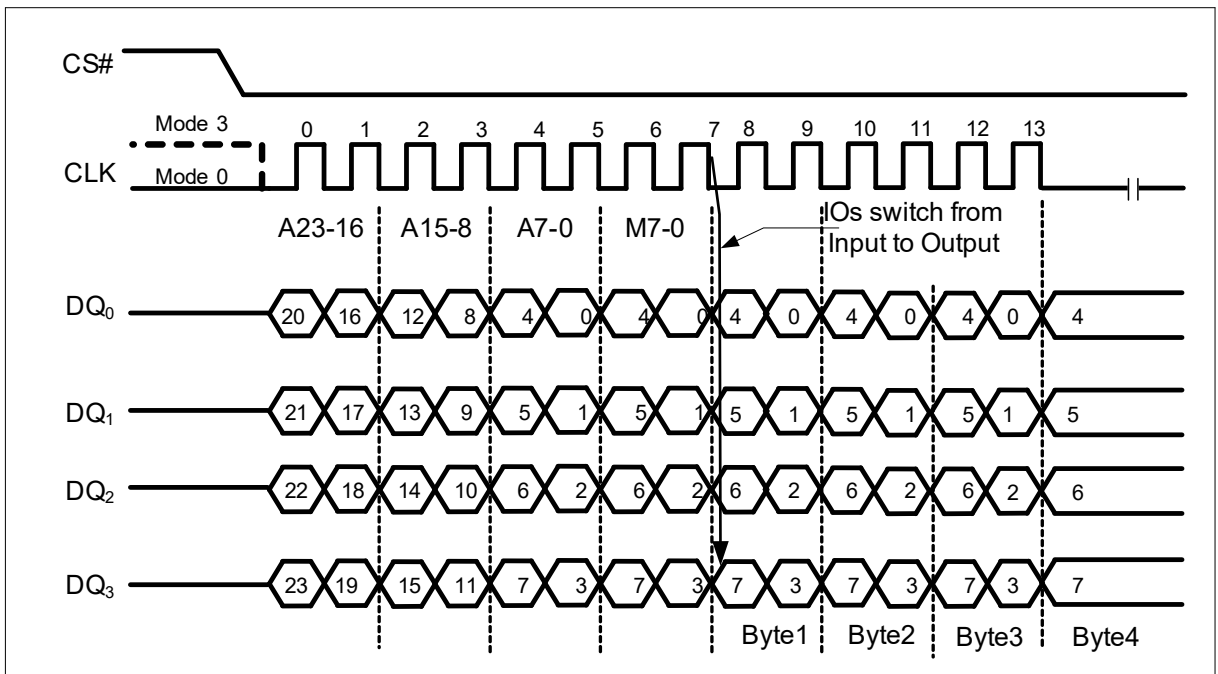 CS#
Mode 3
0 1 2 3 4 5 6 7 8 9 10 11 12 13
CLK
Mode 0
A23-16 A15-8 A7-0 M7-0
IOs switch from
Input to Output
DQ0 20 16 12 8 4 0 4 0 4 0 4 0 4 0 4
DQ1 21 17 13 9 5 1 5 1 5 1 5 1 5 1 5
DQ2 22 18 14 10 6 2 6 2 6 2 6 2 6 2 6
DQ3 23 19 15 11 7 3 7 3 7 3 7 3 7 3 7
Byte1 Byte2 Byte3 Byte4